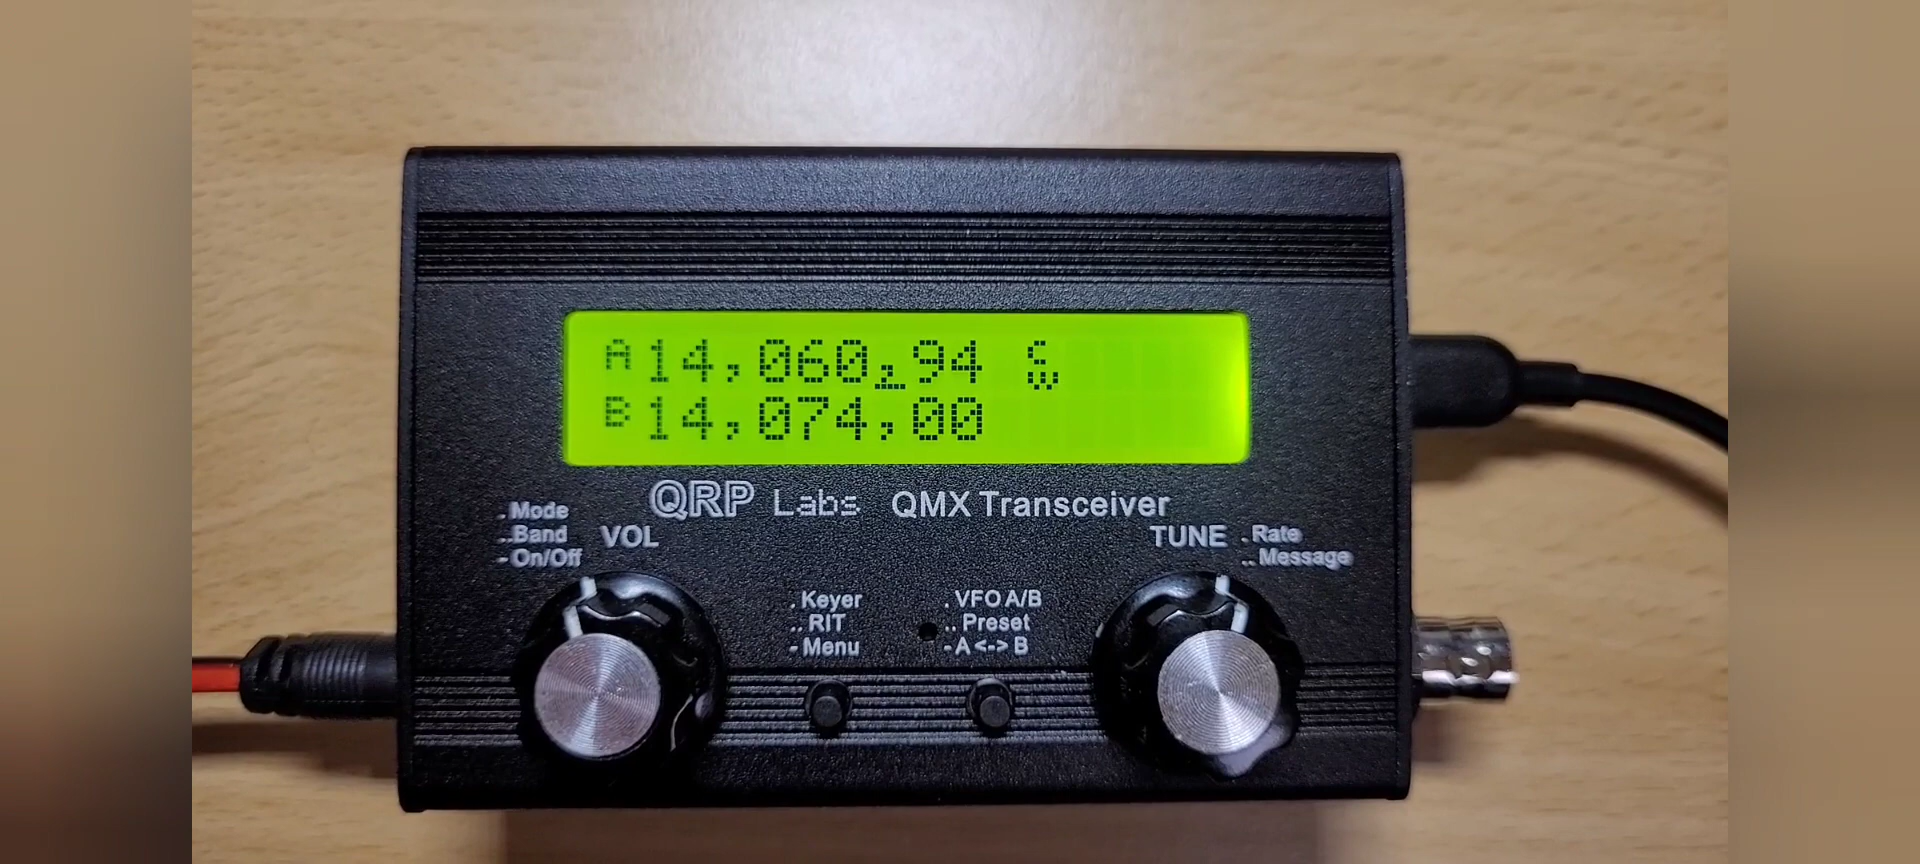 A14,060,94 CW
B14,074,00
QRP Labs QMX Transceiver
. Mode
.. Band
- On/Off
VOL
TUNE
. Rate
.. Message
. Keyer
.. RIT
- Menu
. VFO A/B
.. Preset
- A <-> B